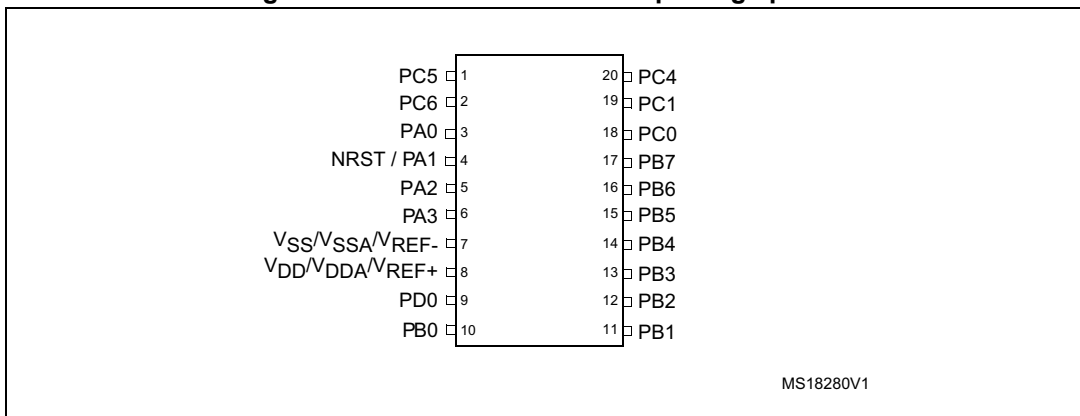 PC5 1 20 PC4
PC6 2 19 PC1
PA0 3 18 PC0
NRST / PA1 4 17 PB7
PA2 5 16 PB6
PA3 6 15 PB5
VSS/VSSA/VREF- 7 14 PB4
VDD/VDDA/VREF+ 8 13 PB3
PD0 9 12 PB2
PB0 10 11 PB1
MS18280V1